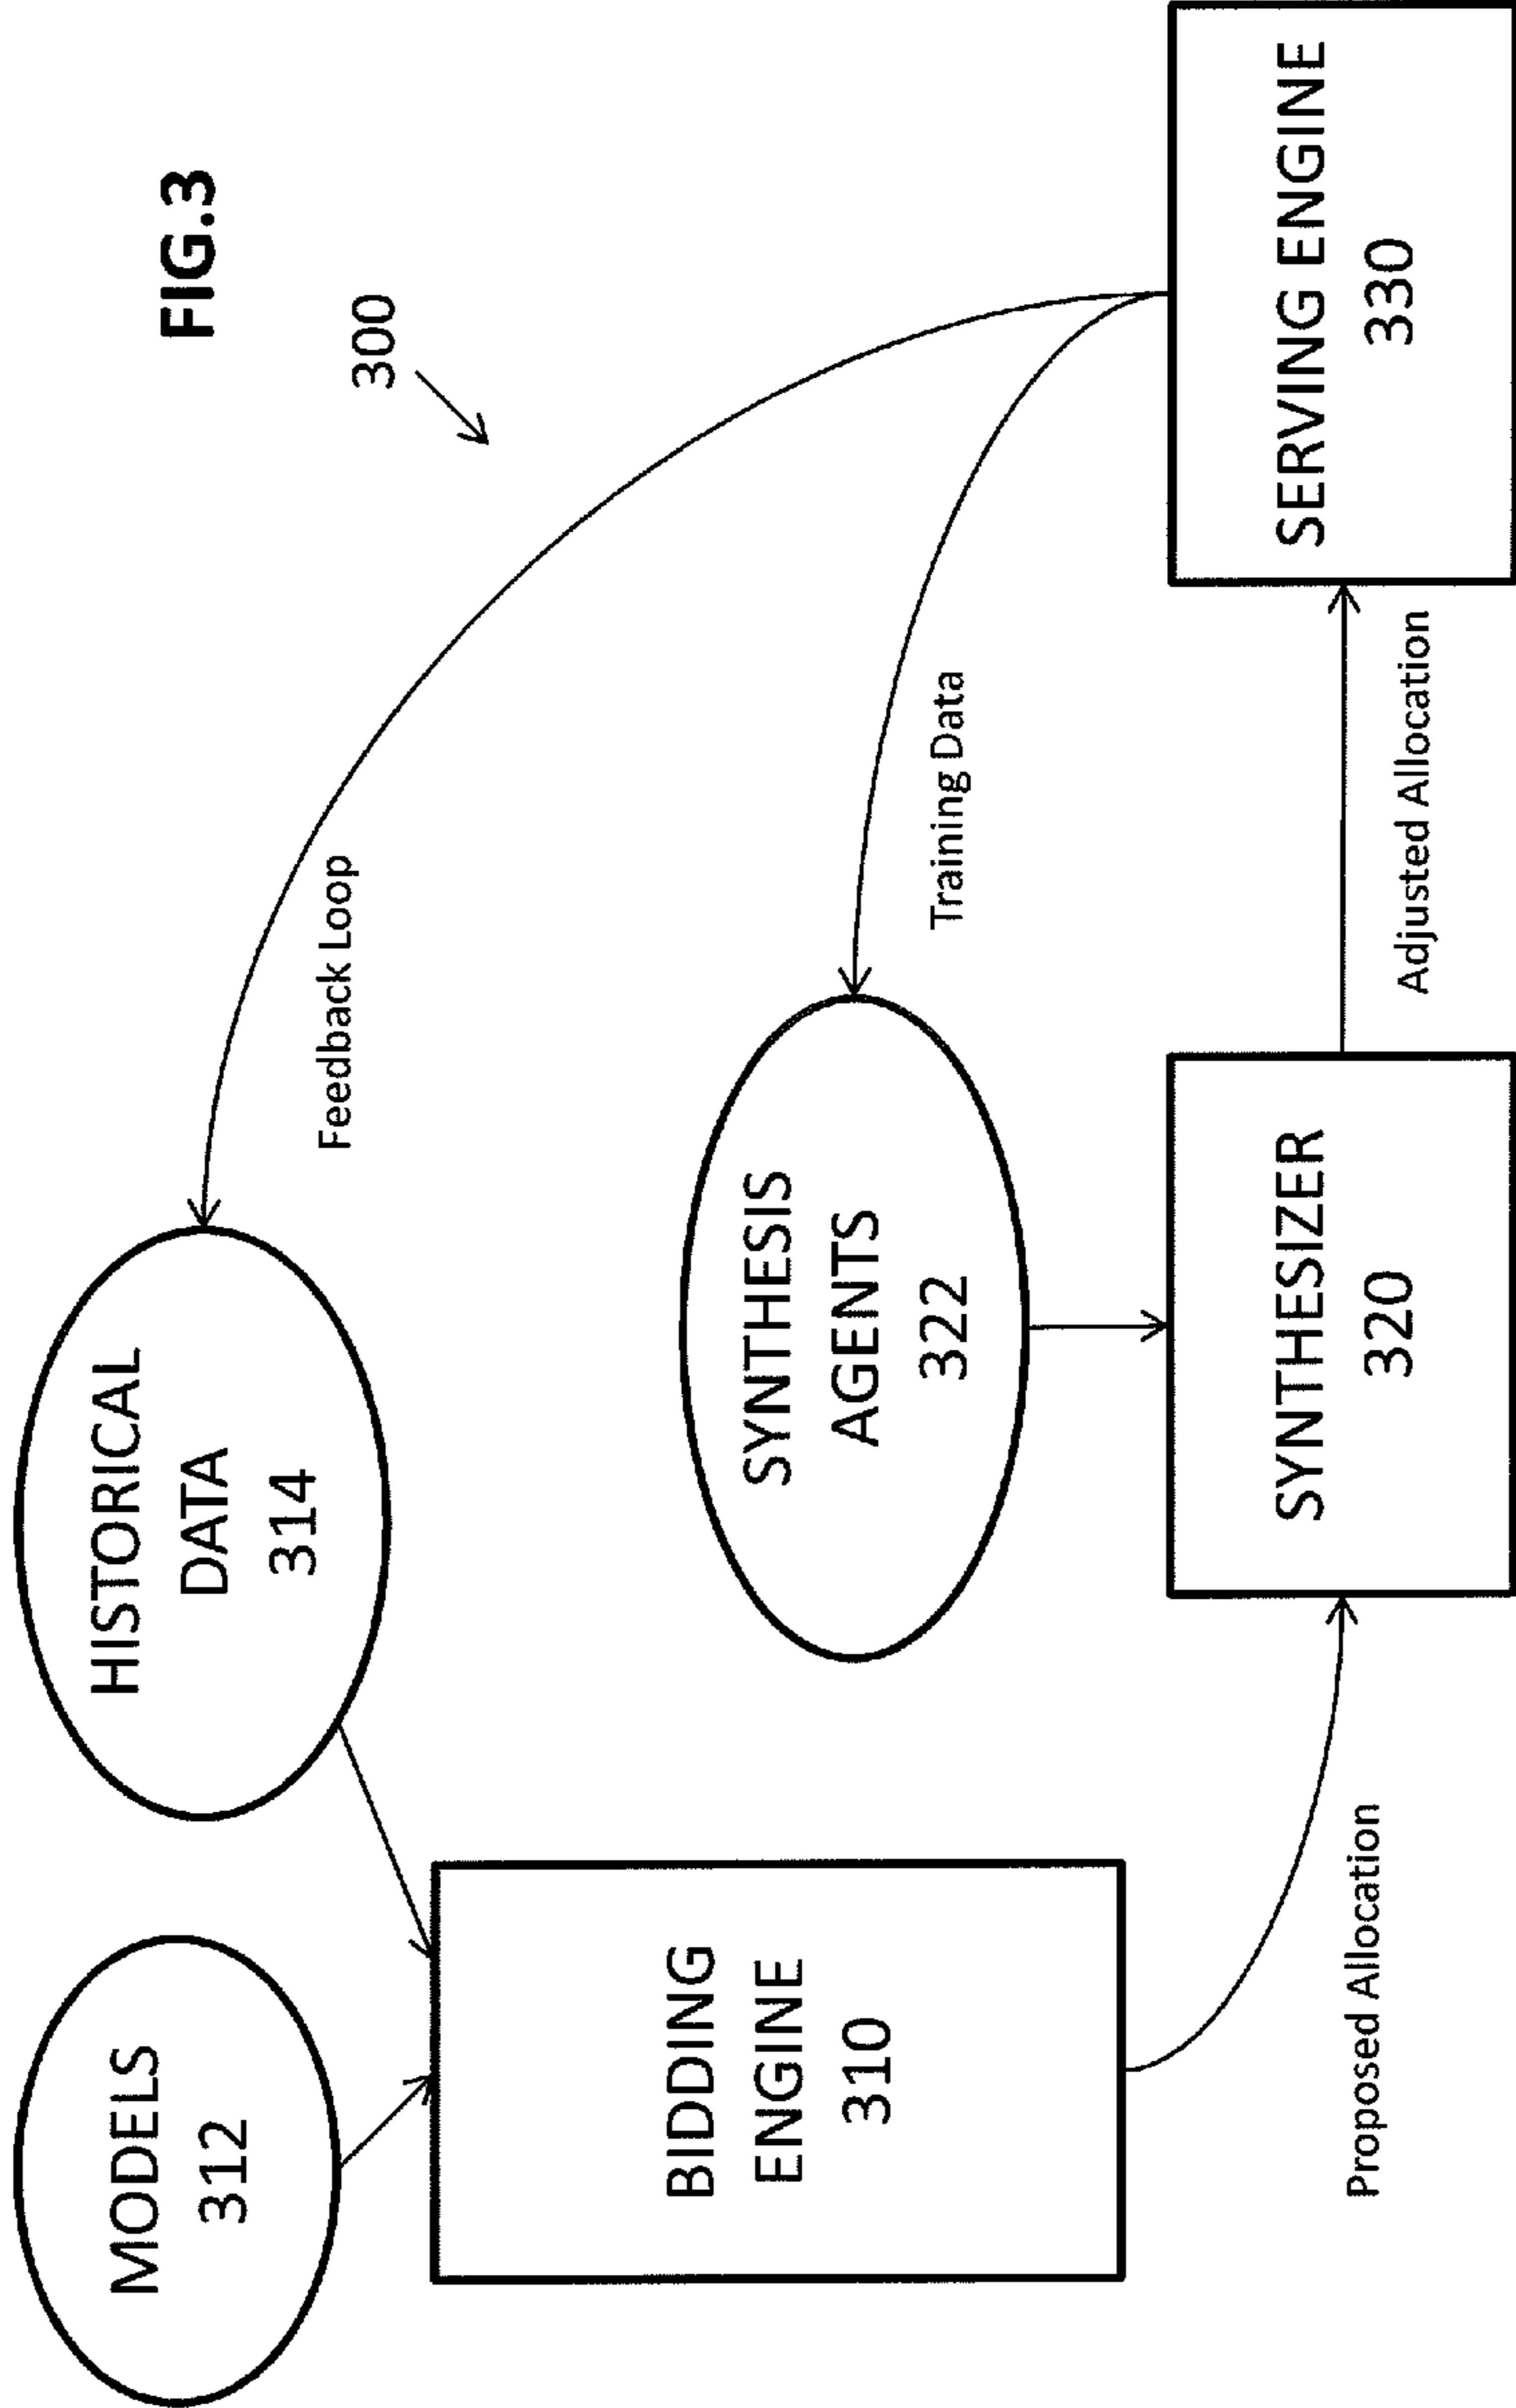 FIG.3
300
MODELS
312
HISTORICAL
DATA
314
Feedback Loop
BIDDING
ENGINE
310
SYNTHESIS
AGENTS
322
Training Data
Proposed Allocation
SYNTHESIZER
320
Adjusted Allocation
SERVING ENGINE
330